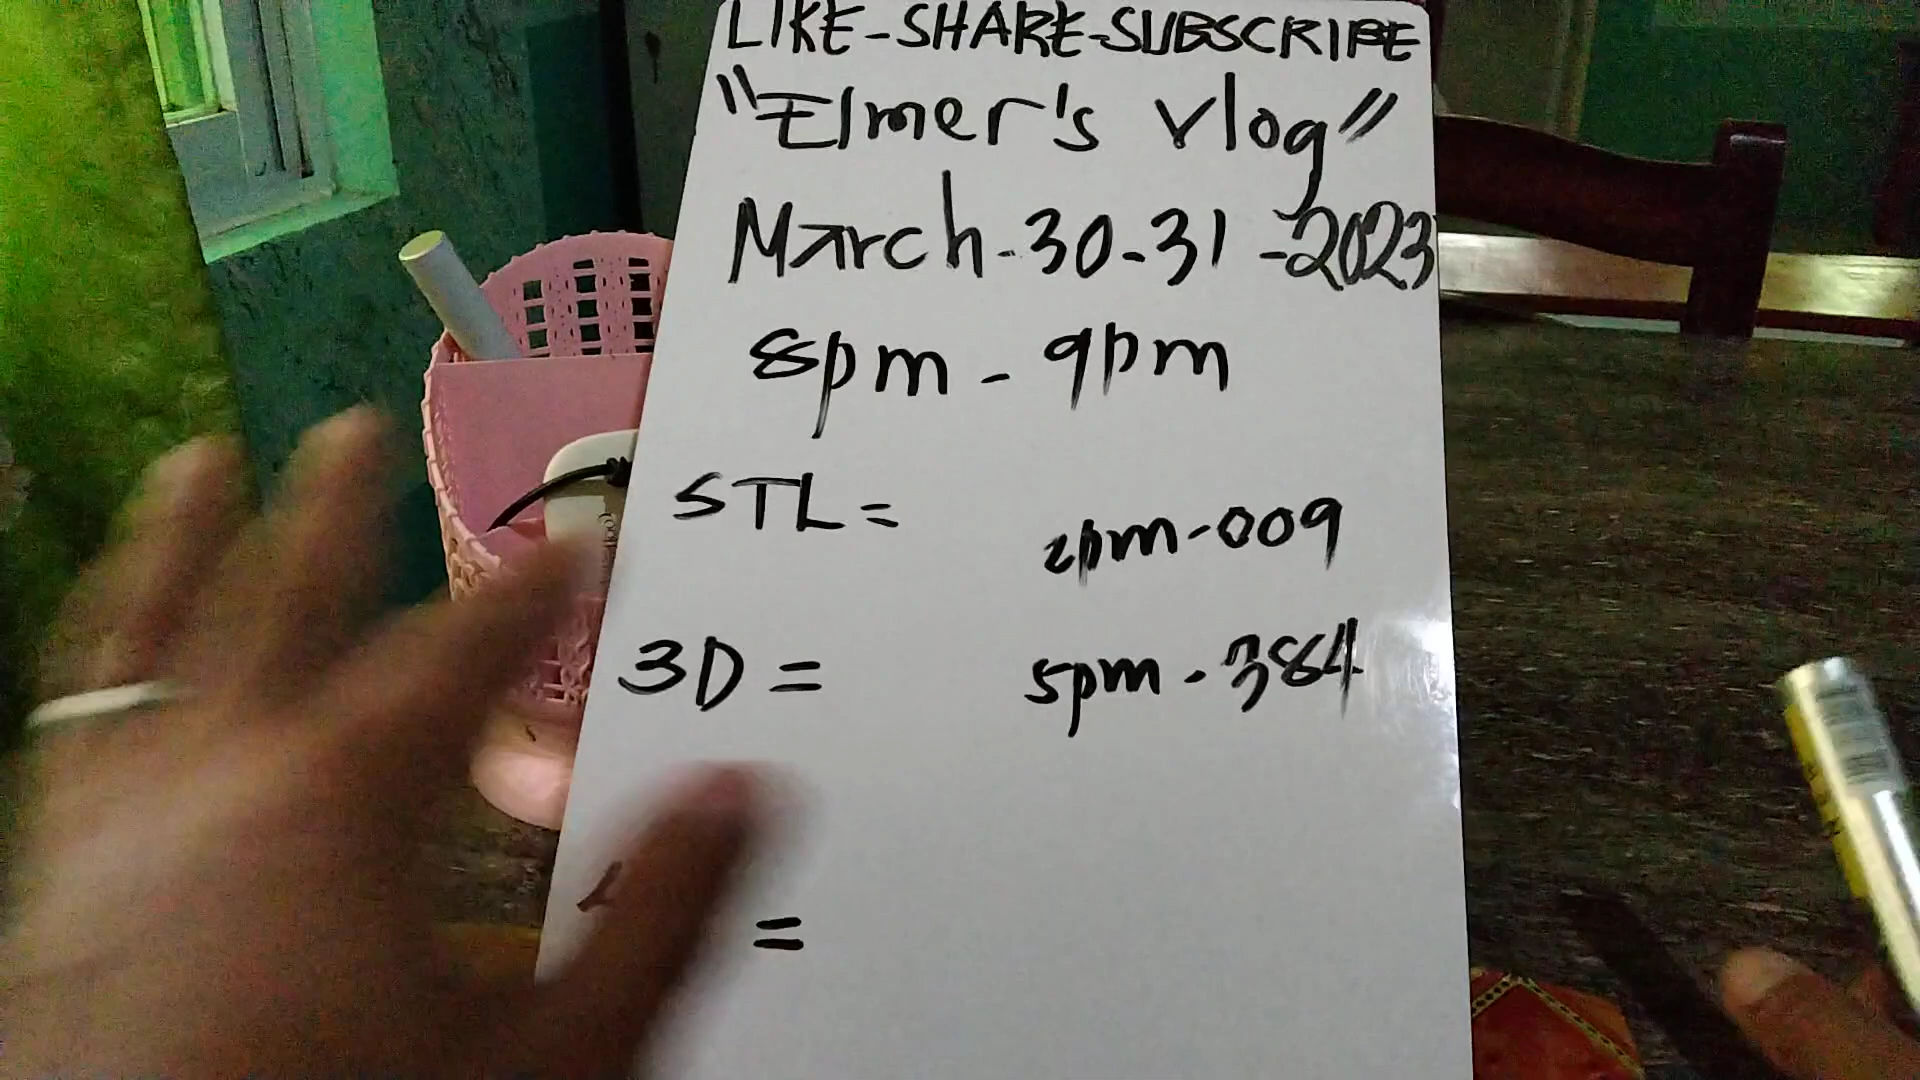 LIKE-SHARE-SUBSCRIBE
"Elmer's vlog"
March-30-31-2023
8pm - 9pm
STL =
2pm-009
3D =
5pm-384
=